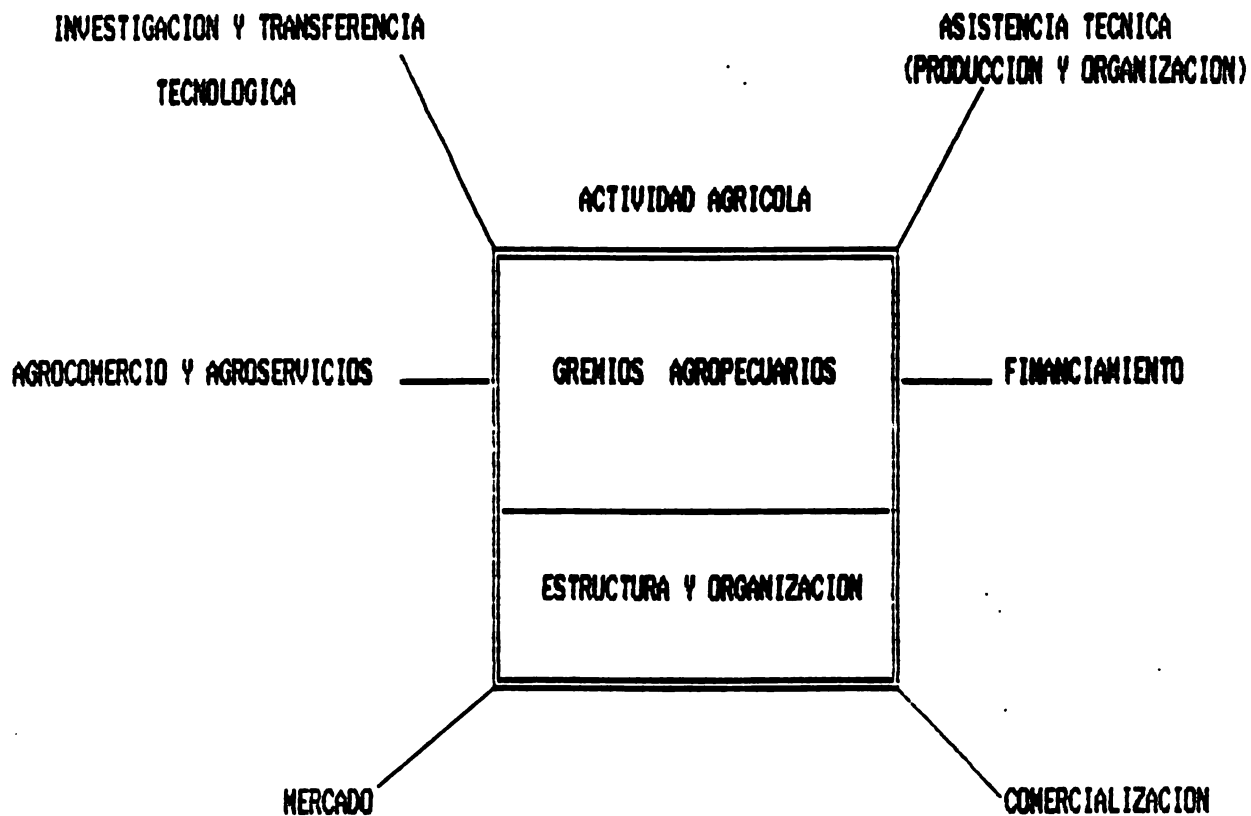 INVESTIGACION Y TRANSFERENCIA
TECNOLOGICA
ASISTENCIA TECNICA
(PRODUCCION Y ORGANIZACION)
ACTIVIDAD AGRICOLA
AGROCOMERCIO Y AGROSERVICIOS
GREMIOS AGROPECUARIOS
FINANCIAMIENTO
ESTRUCTURA Y ORGANIZACION
MERCADO
COMERCIALIZACION